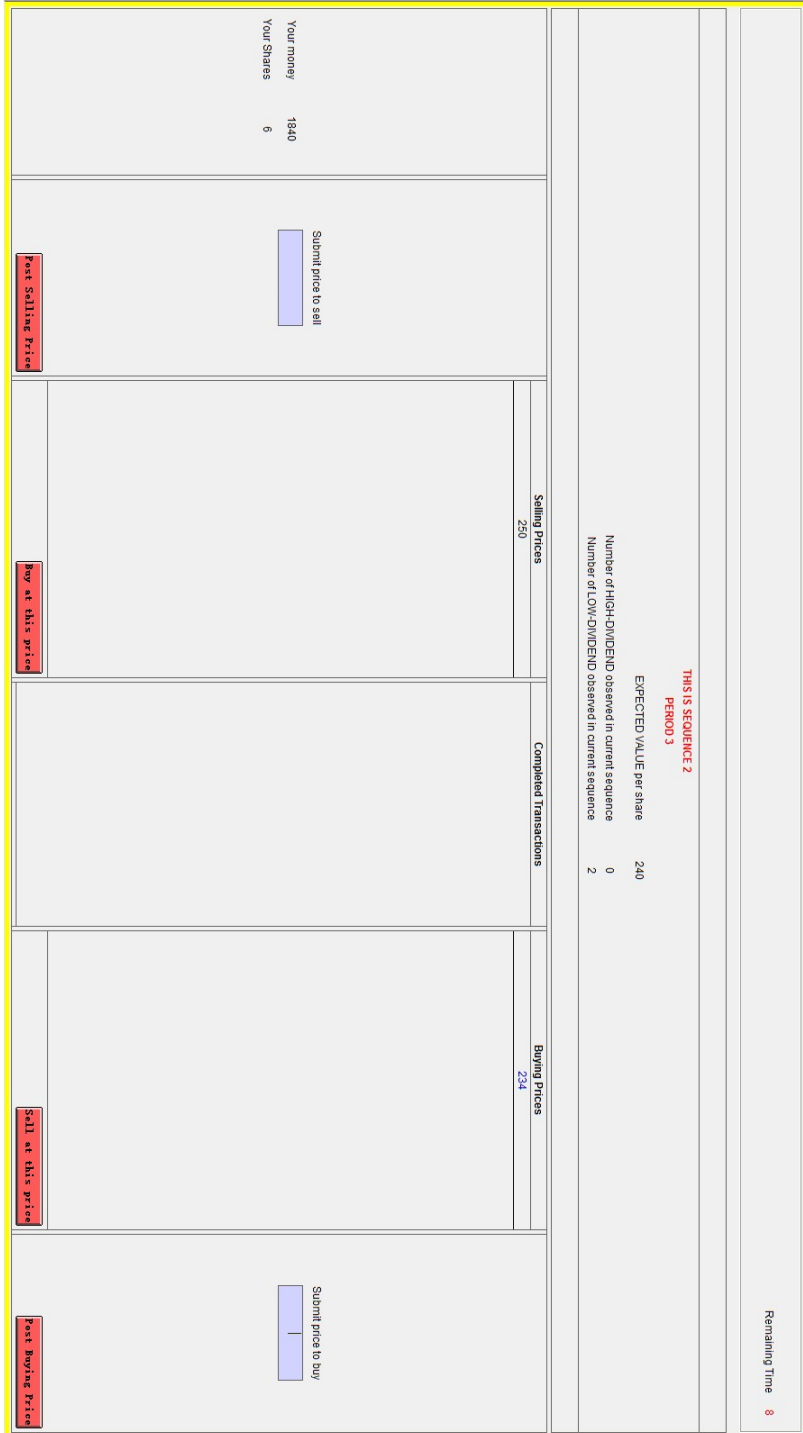 Remaining Time 8
THIS IS SEQUENCE 2
PERIOD 3
EXPECTED VALUE per share 240
Number of HIGH-DIVIDEND observed in current sequence 0
Number of LOW-DIVIDEND observed in current sequence 2
Your money 1840
Your Shares 6
Submit price to sell
Post Selling Price
Selling Prices
250
Buy at this price
Completed Transactions
Buying Prices
234
Sell at this price
Submit price to buy
Post Buying Price